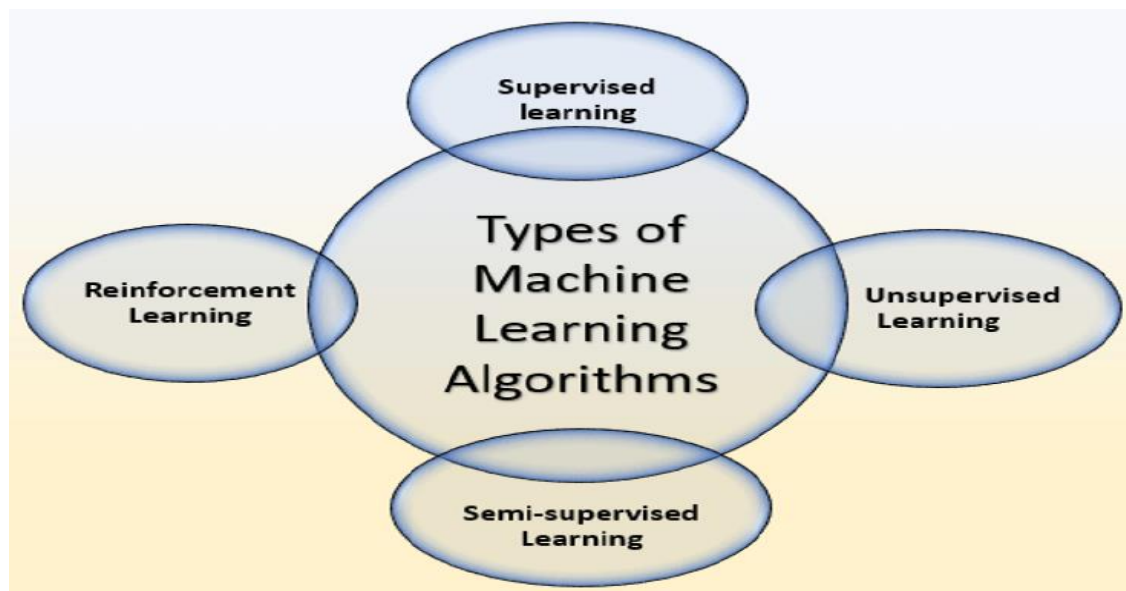 Supervised
learning
Types of
Machine
Learning
Algorithms
Reinforcement
Learning
Unsupervised
Learning
Semi-supervised
Learning